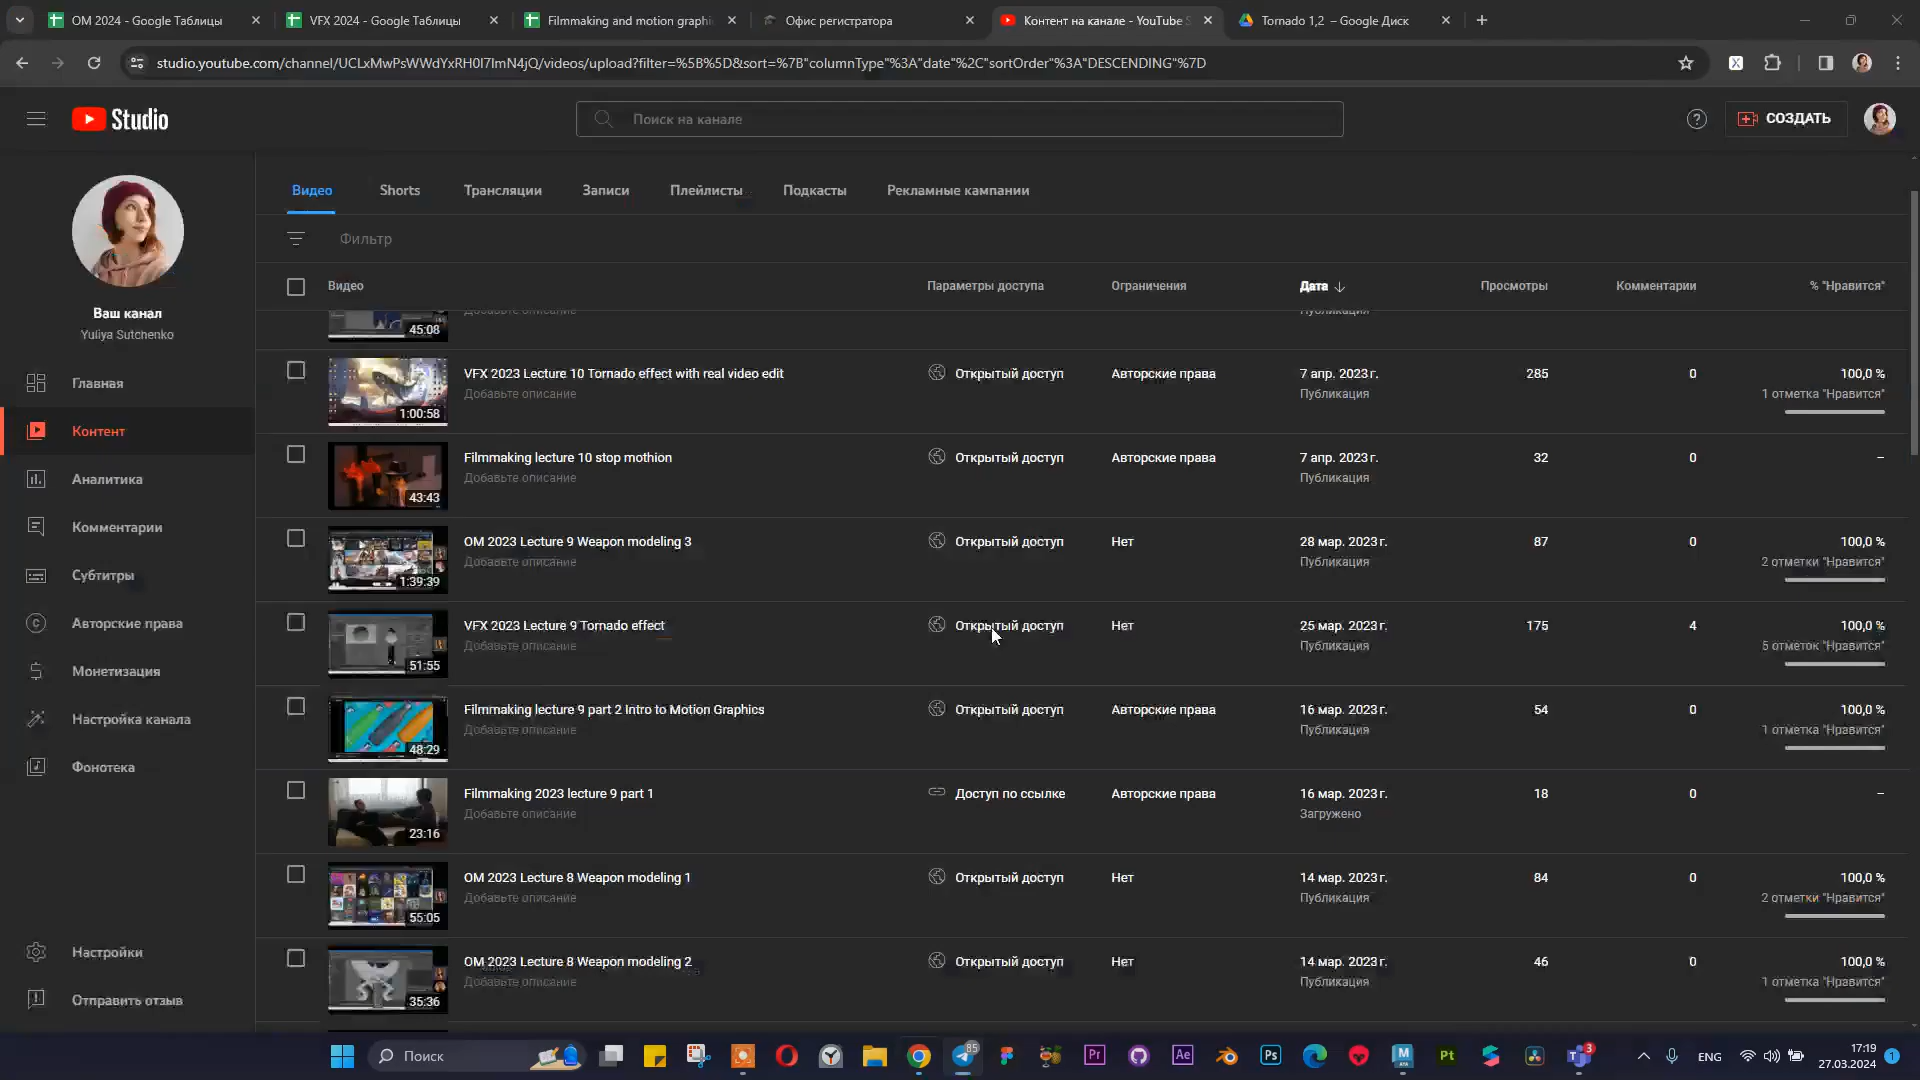 OM 2024 - Google Таблицы
VFX 2024 - Google Таблицы
Filmmaking and motion graphi
Офис регистратора
Контент на канале - YouTube S
Tornado 1,2 – Google Диск
studio.youtube.com/channel/UCLxMwPsWWdYxRH0I7ImN4jQ/videos/upload?filter=%5B%5D&sort=%7B"columnType"%3A"date"%2C"sortOrder"%3A"DESCENDING"%7D
Studio
Поиск на канале
СОЗДАТЬ
Видео Shorts Трансляции Записи Плейлисты Подкасты Рекламные кампании
Фильтр
Видео Параметры доступа Ограничения Дата Просмотры Комментарии % "Нравится"
45:08 Добавьте описание Публикация
VFX 2023 Lecture 10 Tornado effect with real video edit Открытый доступ Авторские права 7 апр. 2023 г. 285 0 100,0 %
Добавьте описание Публикация 1 отметка "Нравится"
1:00:58
Filmmaking lecture 10 stop mothion Открытый доступ Авторские права 7 апр. 2023 г. 32 0 –
Добавьте описание Публикация
43:43
OM 2023 Lecture 9 Weapon modeling 3 Открытый доступ Нет 28 мар. 2023 г. 87 0 100,0 %
Добавьте описание Публикация 2 отметки "Нравится"
1:39:39
VFX 2023 Lecture 9 Tornado effect Открытый доступ Нет 25 мар. 2023 г. 175 4 100,0 %
Добавьте описание Публикация 5 отметок "Нравится"
51:55
Filmmaking lecture 9 part 2 Intro to Motion Graphics Открытый доступ Авторские права 16 мар. 2023 г. 54 0 100,0 %
Добавьте описание Публикация 1 отметка "Нравится"
48:29
Filmmaking 2023 lecture 9 part 1 Доступ по ссылке Авторские права 16 мар. 2023 г. 18 0 –
Добавьте описание Загружено
23:16
OM 2023 Lecture 8 Weapon modeling 1 Открытый доступ Нет 14 мар. 2023 г. 84 0 100,0 %
Добавьте описание Публикация 2 отметки "Нравится"
55:05
OM 2023 Lecture 8 Weapon modeling 2 Открытый доступ Нет 14 мар. 2023 г. 46 0 100,0 %
Добавьте описание Публикация 1 отметка "Нравится"
35:36
Ваш канал
Yuliya Sutchenko
Главная
Контент
Аналитика
Комментарии
Субтитры
Авторские права
Монетизация
Настройка канала
Фонотека
Настройки
Отправить отзыв
Поиск
85
Pr
Ae
Ps
M
Pt
3
ENG
17:19
27.03.2024
1